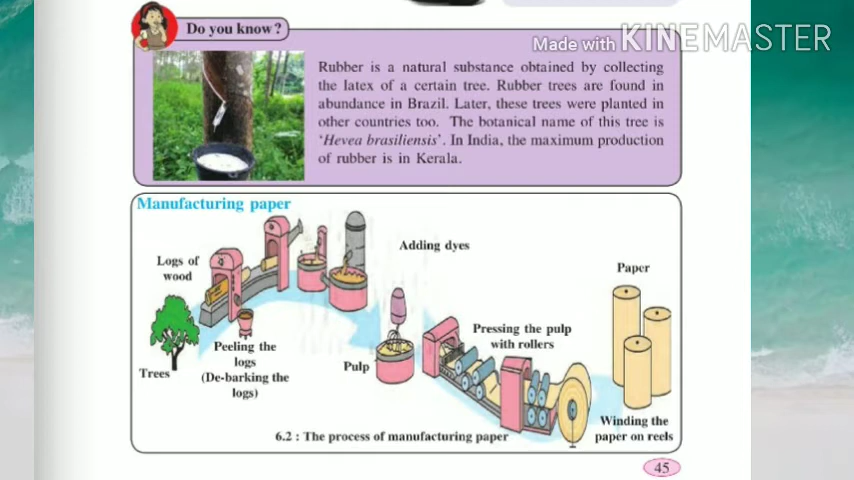 Do you know?
Made with KINEMASTER
Rubber is a natural substance obtained by collecting
the latex of a certain tree. Rubber trees are found in
abundance in Brazil. Later, these trees were planted in
other countries too. The botanical name of this tree is
‘Hevea brasiliensis’. In India, the maximum production
of rubber is in Kerala.
Manufacturing paper
Adding dyes
Logs of
wood
Paper
Pressing the pulp
with rollers
Peeling the
logs
(De-barking the
logs)
Pulp
Trees
Winding the
paper on reels
6.2 : The process of manufacturing paper
45